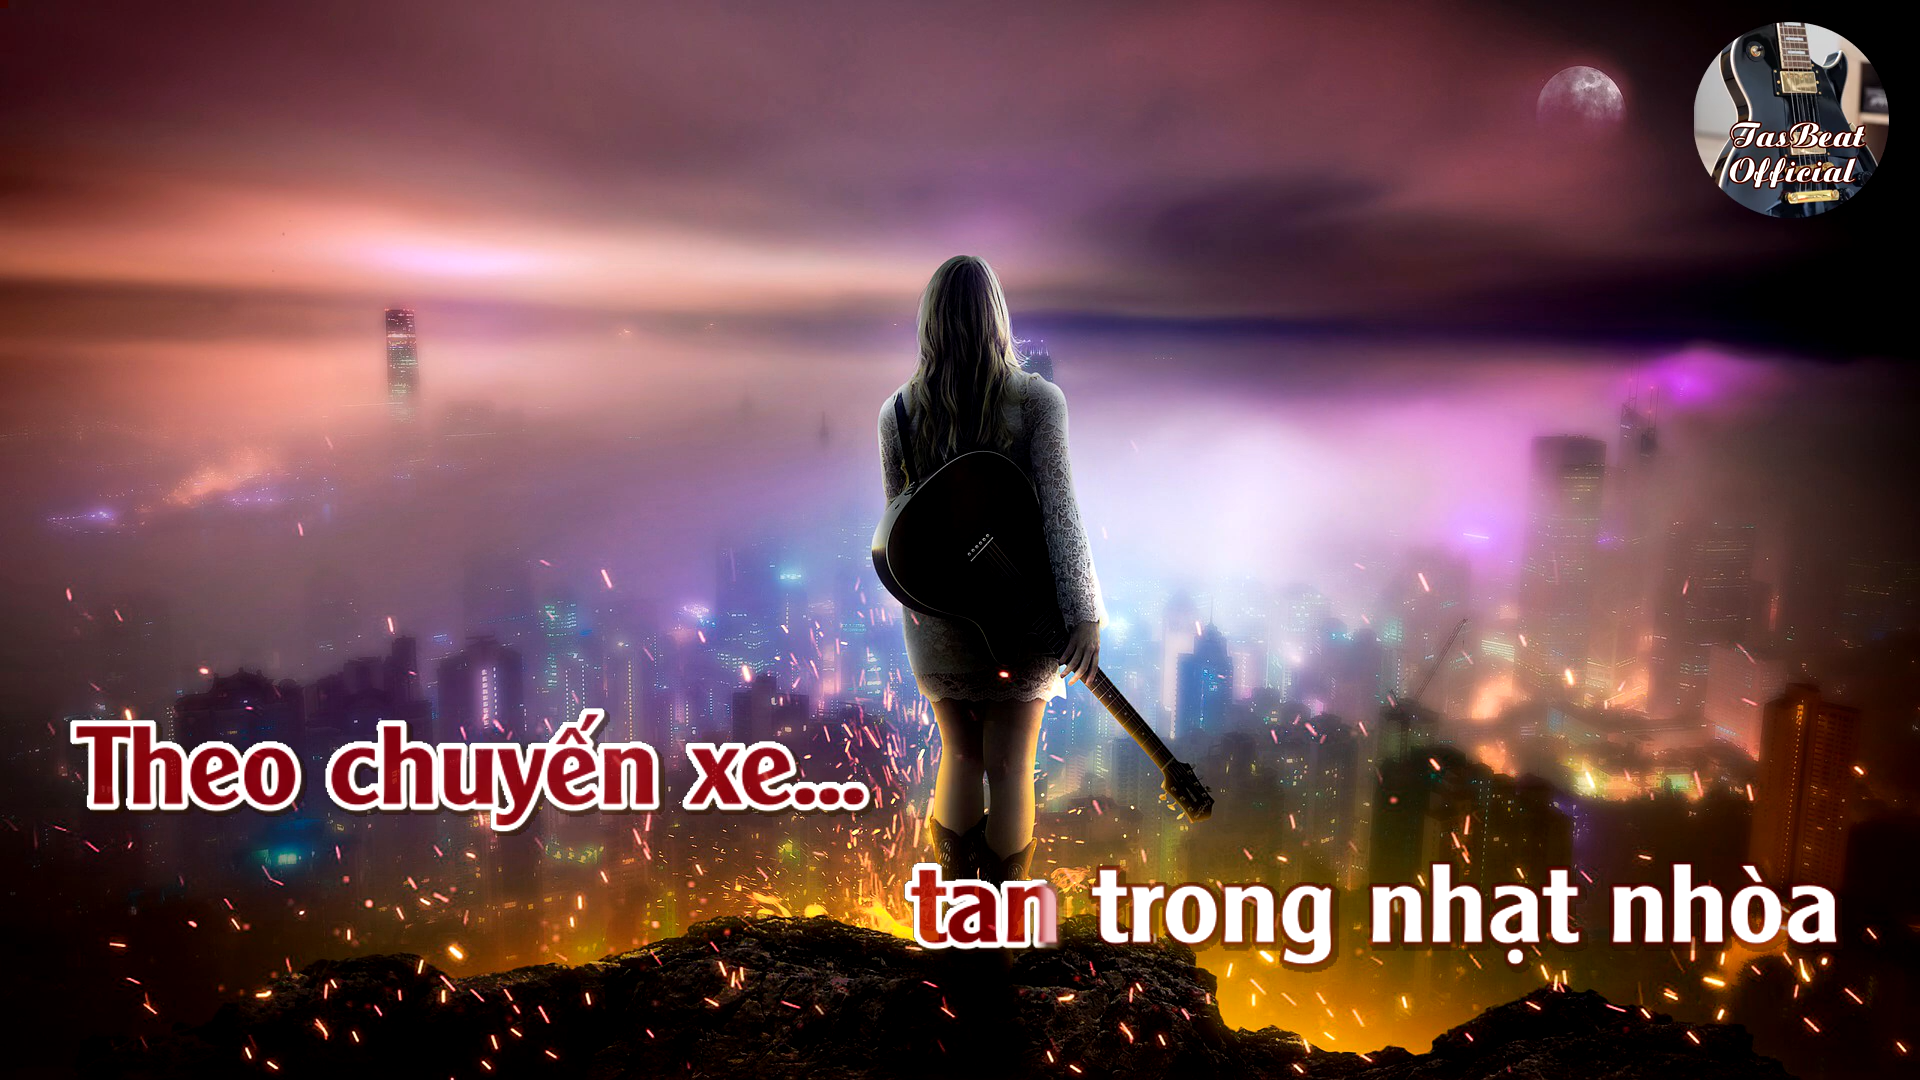 TasBeat
Official
Theo chuyến xe...
tan trong nhạt nhòa